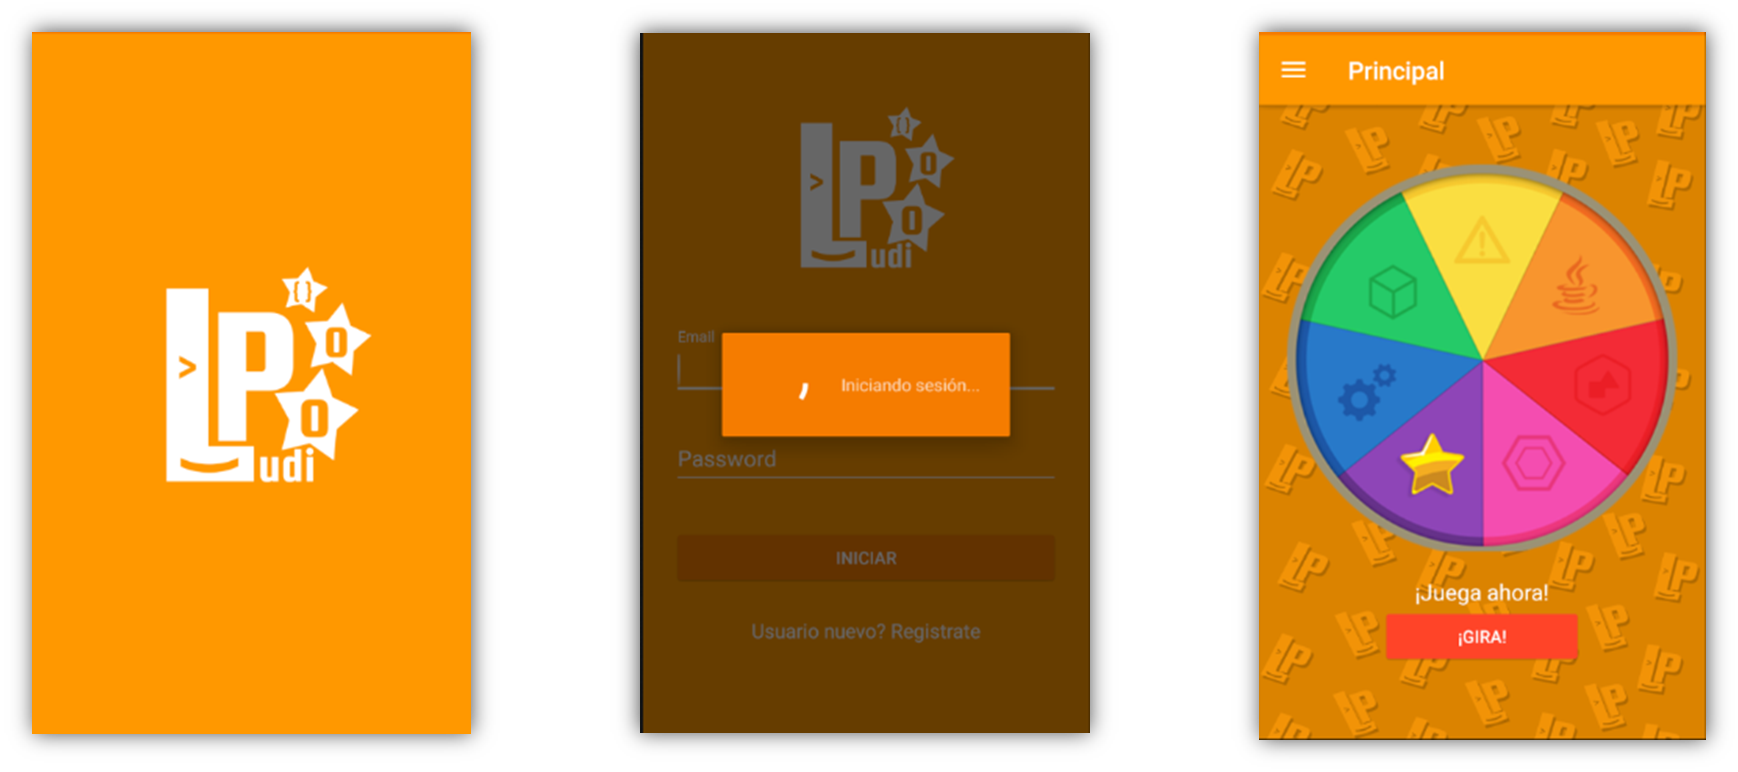 >
LP
{}
O
O
udi
>
LP
{}
O
O
udi
Email
Iniciando sesión...
Password
INICIAR
Usuario nuevo? Registrate
Principal
¡Juega ahora!
¡GIRA!